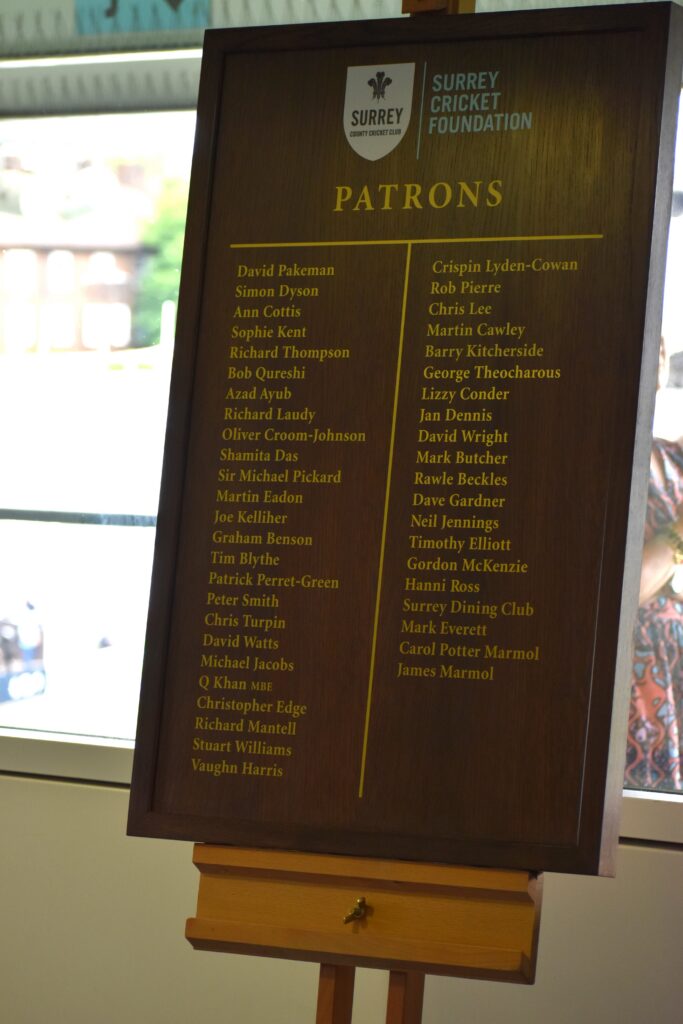 SURREY
COUNTY CRICKET CLUB
SURREY
CRICKET
FOUNDATION
PATRONS
David Pakeman
Simon Dyson
Ann Cottis
Sophie Kent
Richard Thompson
Bob Qureshi
Azad Ayub
Richard Laudy
Oliver Croom-Johnson
Shamita Das
Sir Michael Pickard
Martin Eadon
Joe Kelliher
Graham Benson
Tim Blythe
Patrick Perret-Green
Peter Smith
Chris Turpin
David Watts
Michael Jacobs
Q Khan MBE
Christopher Edge
Richard Mantell
Stuart Williams
Vaughn Harris
Crispin Lyden-Cowan
Rob Pierre
Chris Lee
Martin Cawley
Barry Kitcherside
George Theocharous
Lizzy Conder
Jan Dennis
David Wright
Mark Butcher
Rawle Beckles
Dave Gardner
Neil Jennings
Timothy Elliott
Gordon McKenzie
Hanni Ross
Surrey Dining Club
Mark Everett
Carol Potter Marmol
James Marmol